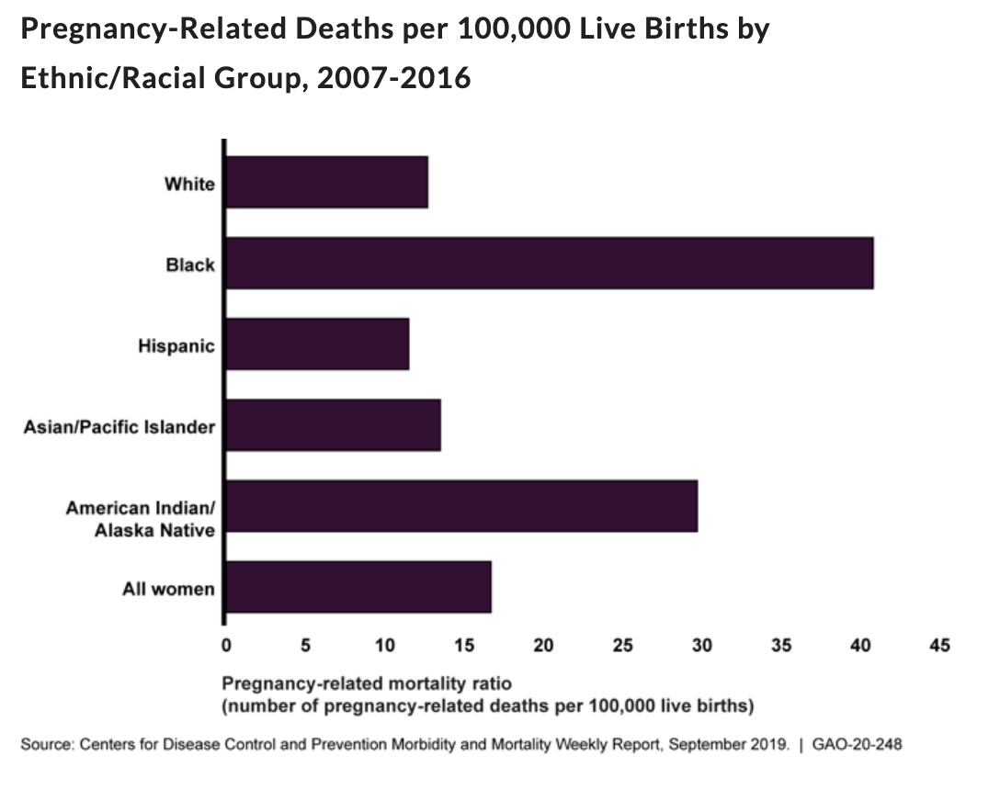 Pregnancy-Related Deaths per 100,000 Live Births by
Ethnic/Racial Group, 2007-2016
White
Black
Hispanic
Asian/Pacific Islander
American Indian/
Alaska Native
All women
0 5 10 15 20 25 30 35 40 45
Pregnancy-related mortality ratio
(number of pregnancy-related deaths per 100,000 live births)
Source: Centers for Disease Control and Prevention Morbidity and Mortality Weekly Report, September 2019. | GAO-20-248